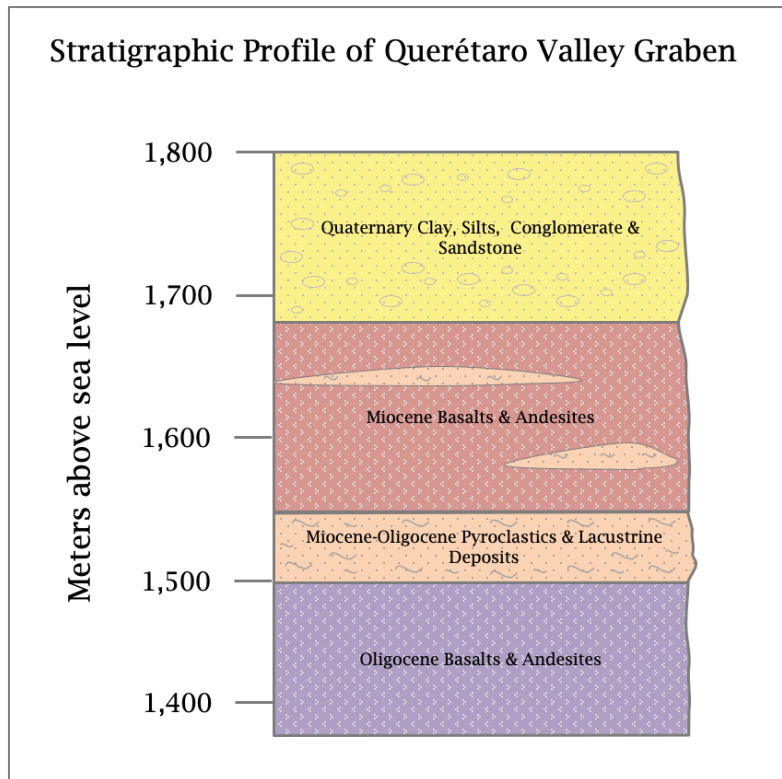 Stratigraphic Profile of Querétaro Valley Graben
1,800
Quaternary Clay, Silts, Conglomerate &
Sandstone
1,700
Meters above sea level
Miocene Basalts & Andesites
1,600
Miocene-Oligocene Pyroclastics & Lacustrine
Deposits
1,500
Oligocene Basalts & Andesites
1,400